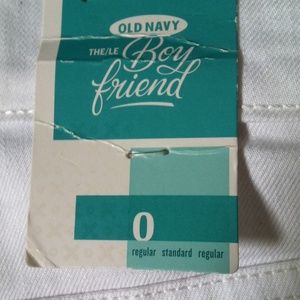 OLD NAVY
THE/LE Boy
friend
0
regular standard regular